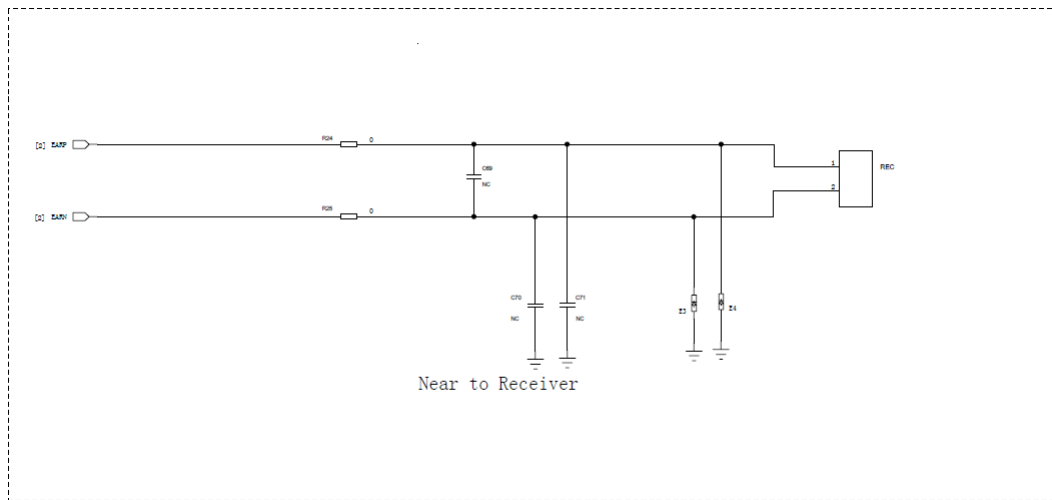 R24 0
[2] EARP
1
REC
C69
NC
2
R25 0
[2] EARN
C70
C71
E3
E4
NC
NC
Near to Receiver